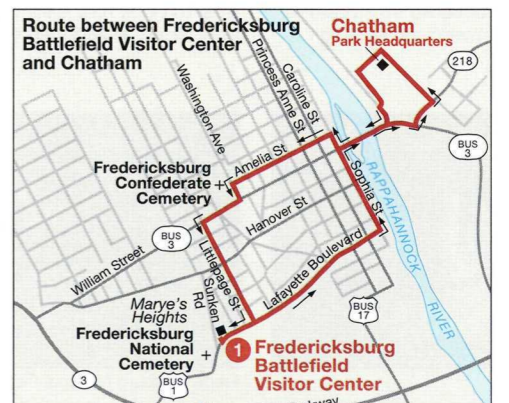 Route between Fredericksburg
Battlefield Visitor Center
and Chatham
Chatham
Park Headquarters
218
Washington Ave
Princess Anne St
Caroline St
BUS
3
Amelia St
Fredericksburg
Confederate
Cemetery
Sophia St
RAPPAHANNOCK
RIVER
Hanover St
BUS
3
William Street
Littlepage St
Sunken
Rd
Lafayette Boulevard
Marye's
Heights
BUS
17
Fredericksburg
National
Cemetery
1
Fredericksburg
Battlefield
Visitor Center
3
BUS
1